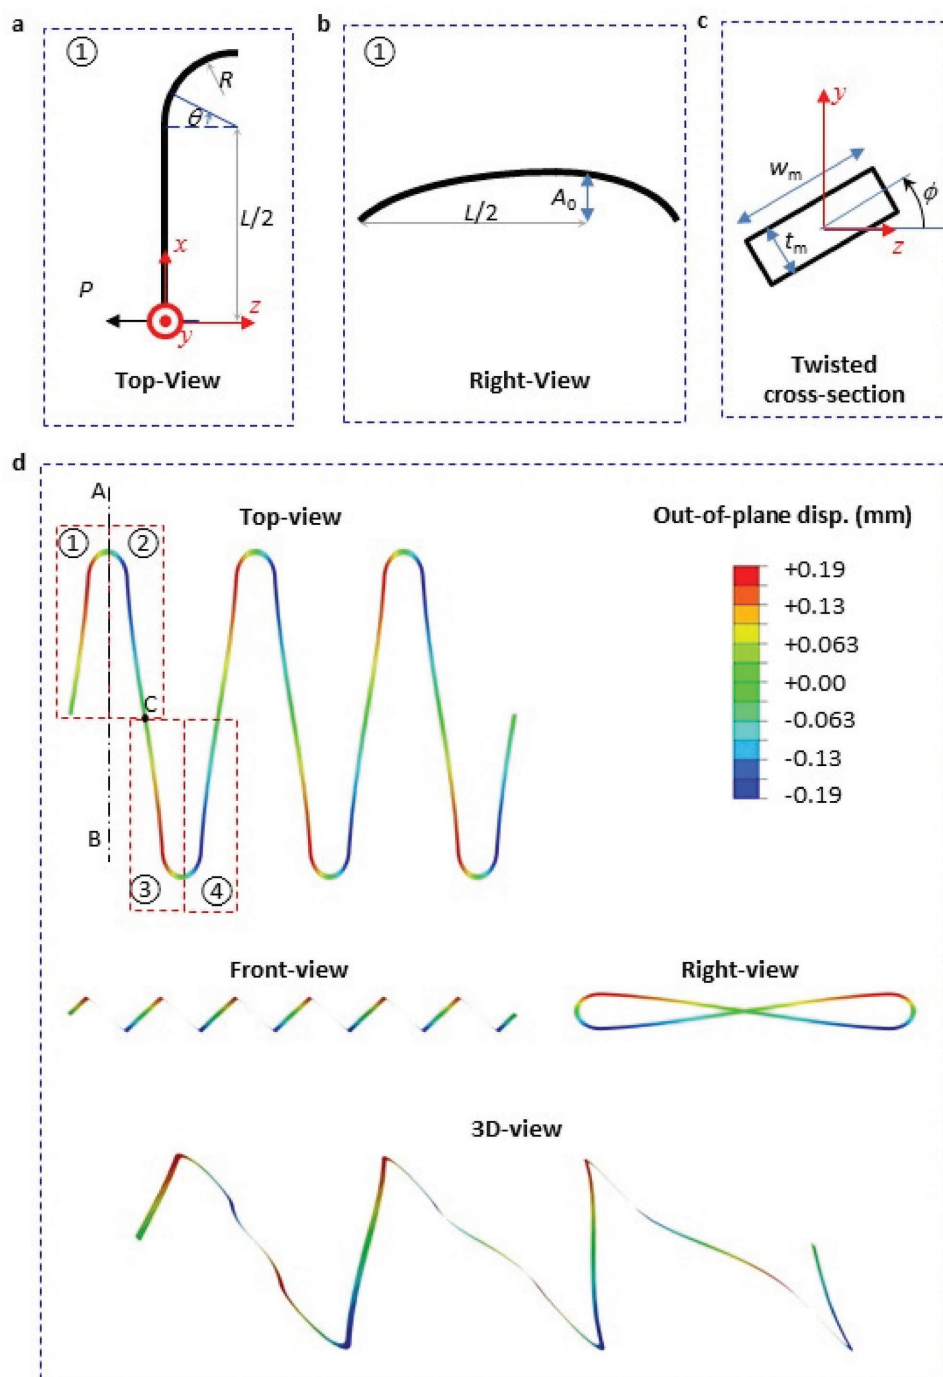 a
①
R
θ
L/2
x
P
z
y
Top-View
b
①
A₀
L/2
Right-View
c
y
wₘ
ϕ
tₘ
z
Twisted
cross-section
d
A
① ②
Top-view
C
B
③ ④
Out-of-plane disp. (mm)
+0.19
+0.13
+0.063
+0.00
-0.063
-0.13
-0.19
Front-view
Right-view
3D-view